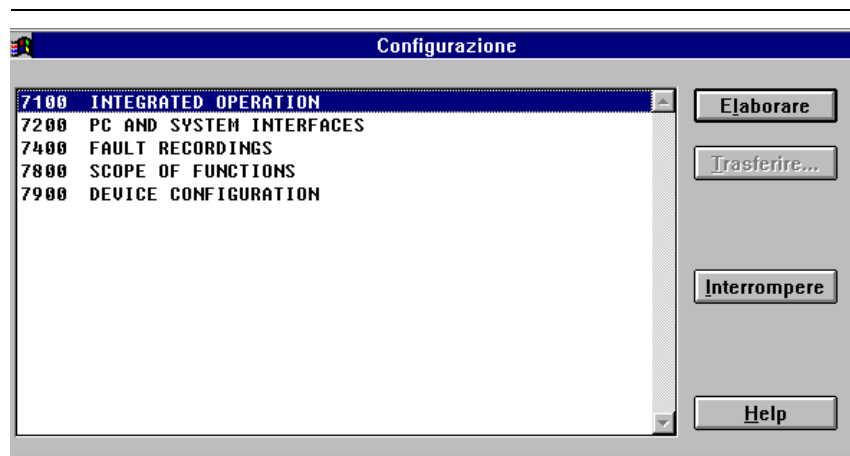 Configurazione
7100 INTEGRATED OPERATION
7200 PC AND SYSTEM INTERFACES
7400 FAULT RECORDINGS
7800 SCOPE OF FUNCTIONS
7900 DEVICE CONFIGURATION
Elaborare
Trasferire...
Interrompere
Help